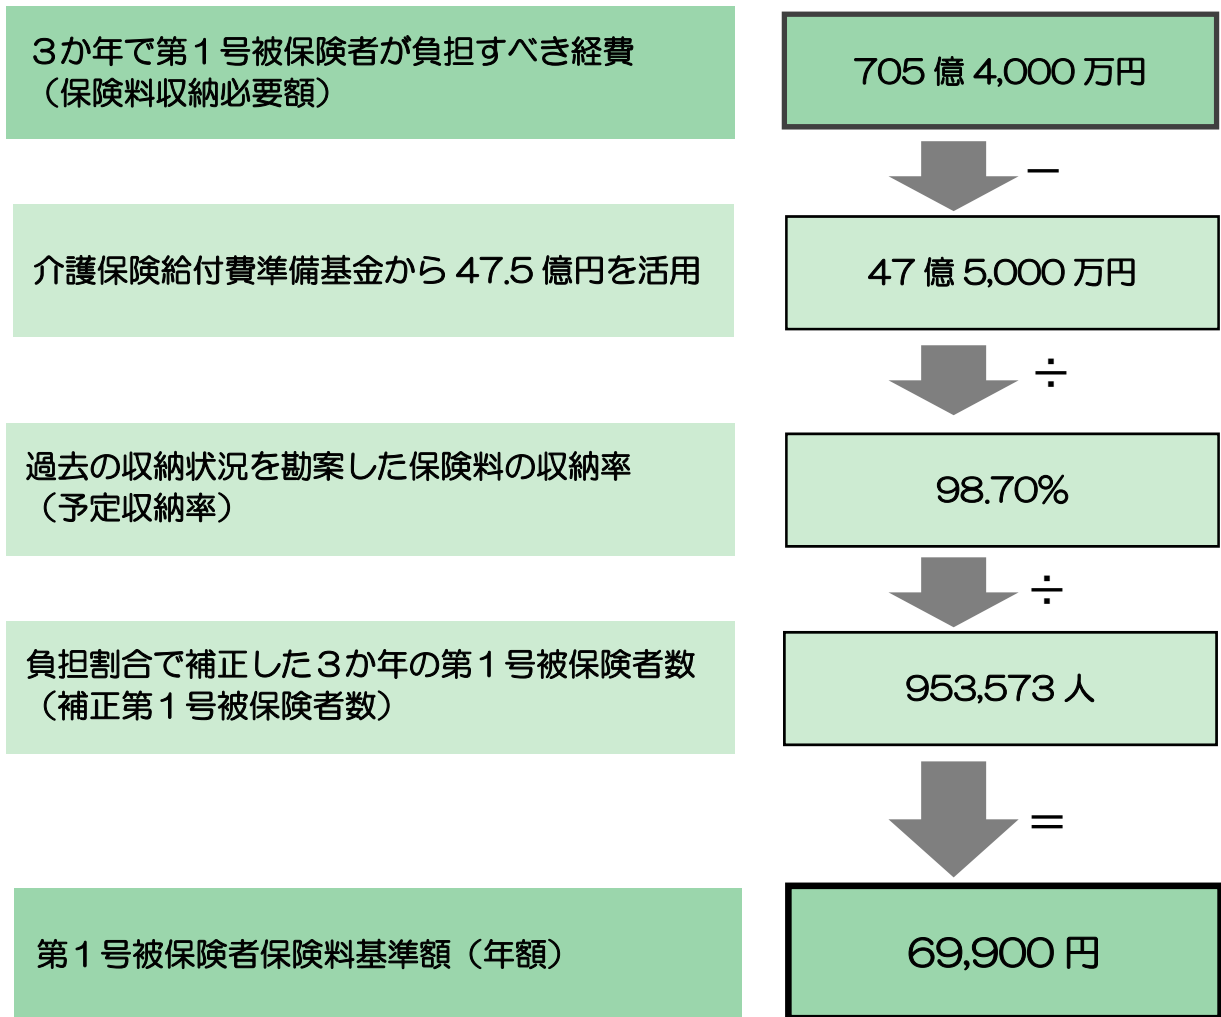 ３か年で第１号被保険者が負担すべき経費
（保険料収納必要額）
705 億 4,000 万円
－
介護保険給付費準備基金から 47.5 億円を活用
47 億 5,000 万円
÷
過去の収納状況を勘案した保険料の収納率
（予定収納率）
98.70%
÷
負担割合で補正した３か年の第１号被保険者数
（補正第１号被保険者数）
953,573 人
＝
第１号被保険者保険料基準額（年額）
69,900 円